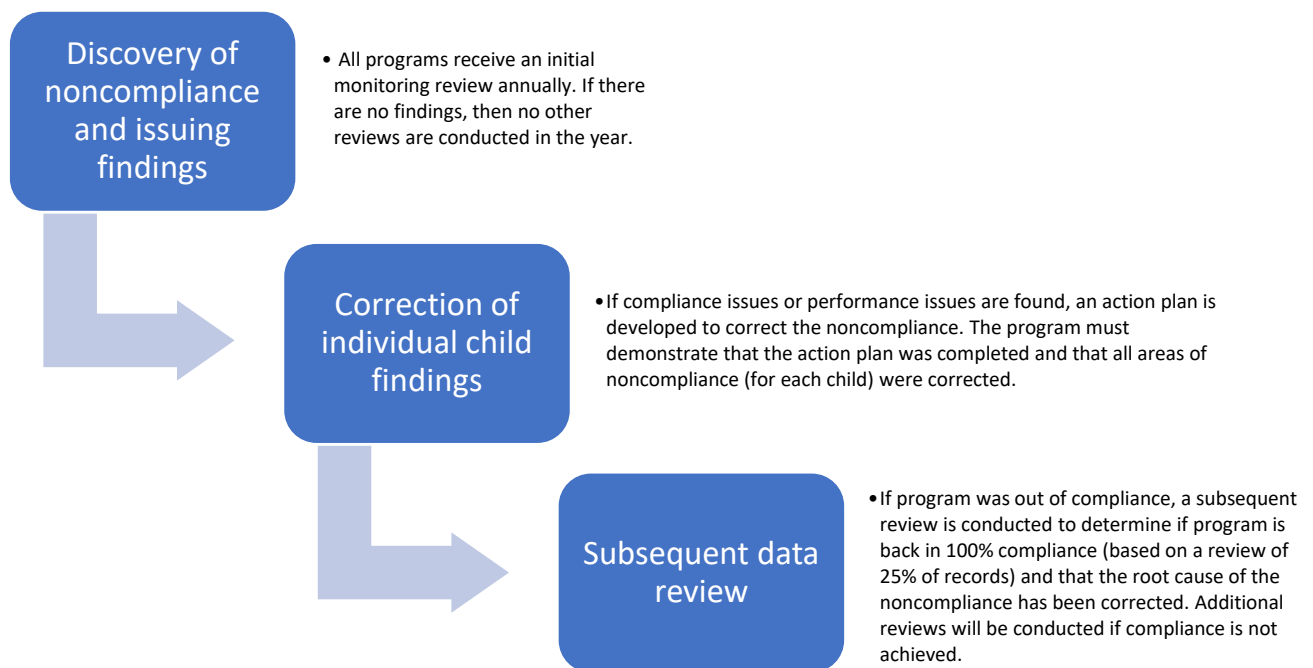 Discovery of
noncompliance
and issuing
findings
• All programs receive an initial
monitoring review annually. If there
are no findings, then no other
reviews are conducted in the year.
Correction of
individual child
findings
•If compliance issues or performance issues are found, an action plan is
developed to correct the noncompliance. The program must
demonstrate that the action plan was completed and that all areas of
noncompliance (for each child) were corrected.
Subsequent data
review
•If program was out of compliance, a subsequent
review is conducted to determine if program is
back in 100% compliance (based on a review of
25% of records) and that the root cause of the
noncompliance has been corrected. Additional
reviews will be conducted if compliance is not
achieved.